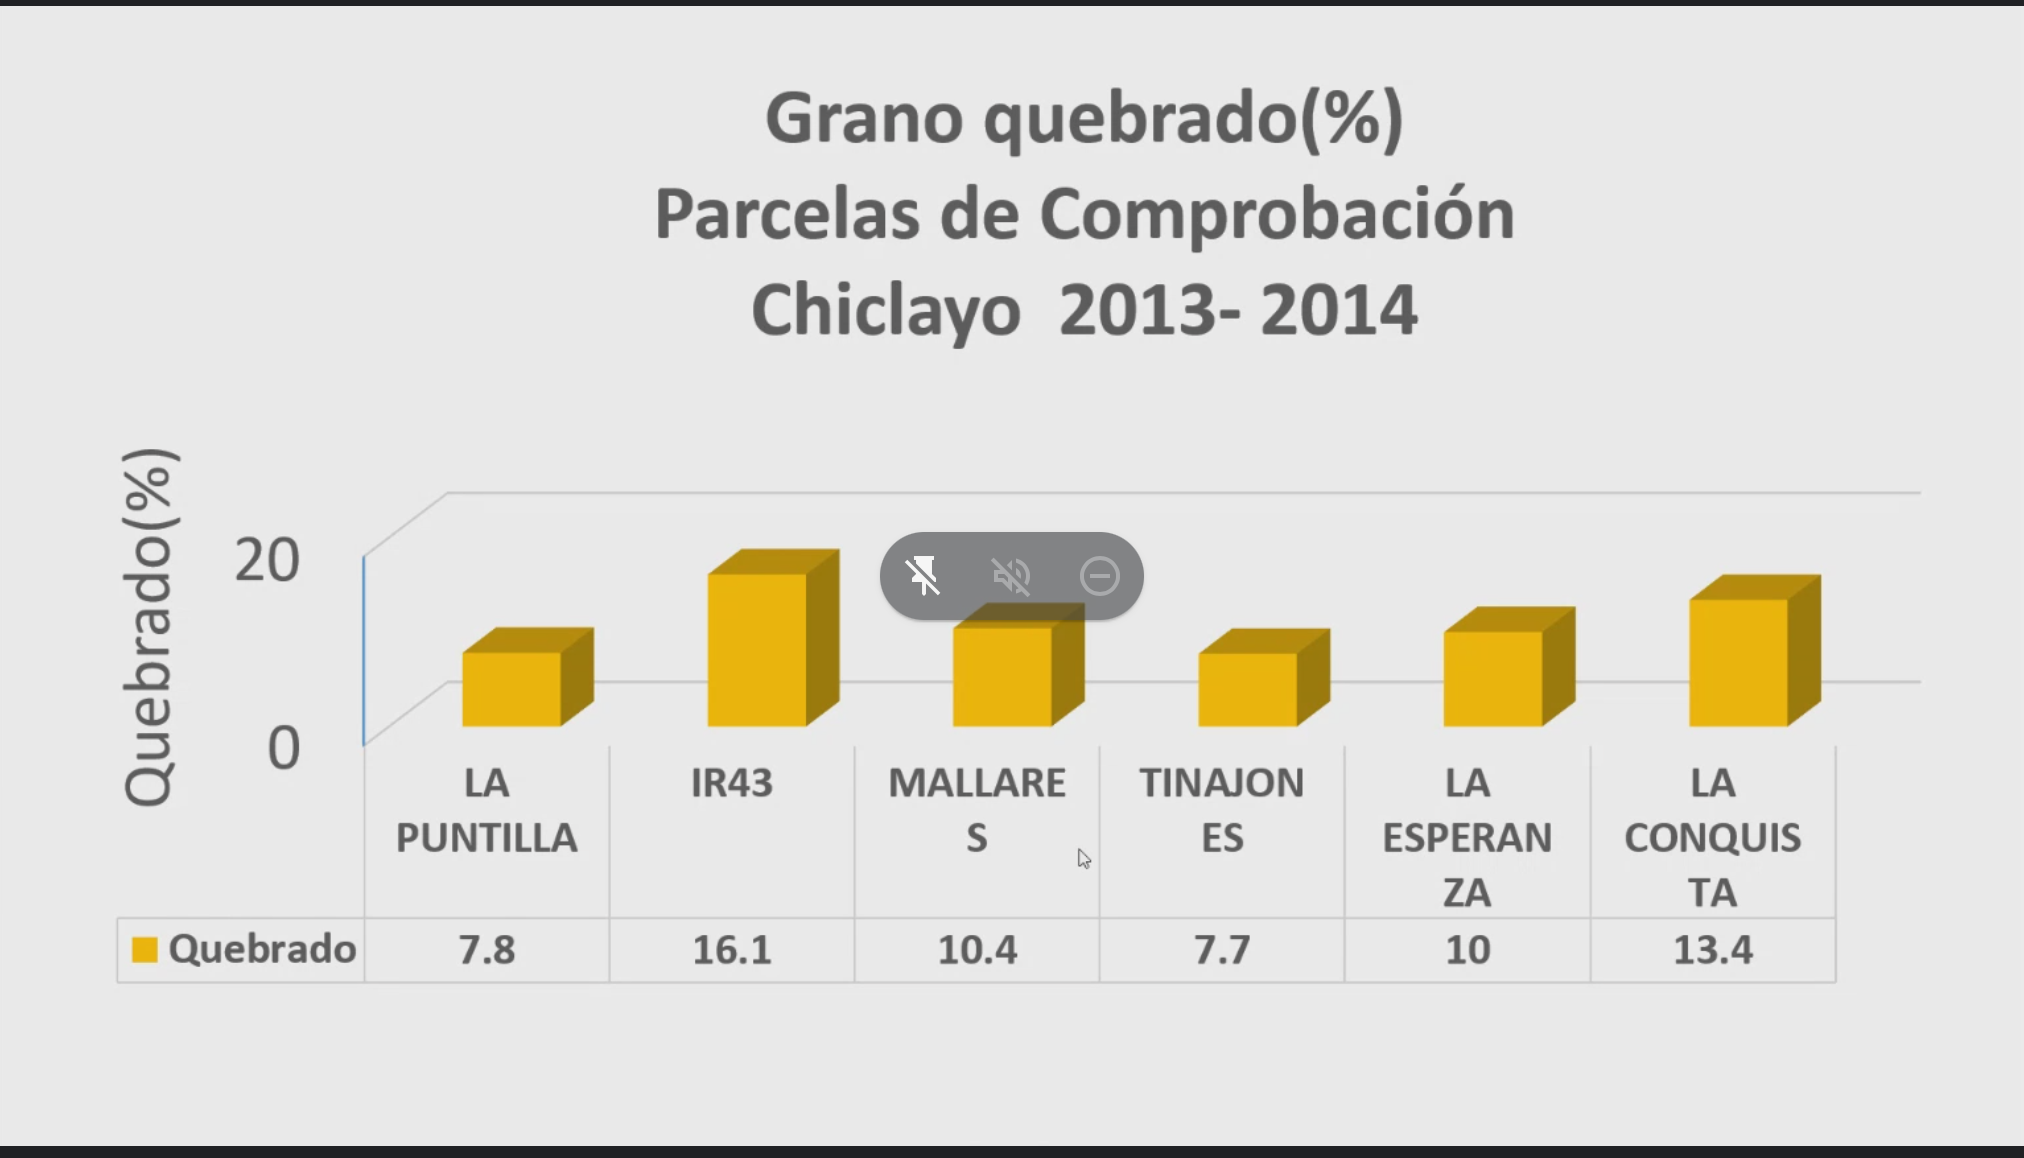 Grano quebrado(%)
Parcelas de Comprobación
Chiclayo 2013- 2014
Quebrado(%)
20
0
LA
PUNTILLA
IR43
MALLARE
S
TINAJON
ES
LA
ESPERAN
ZA
LA
CONQUIS
TA
Quebrado 7.8 16.1 10.4 7.7 10 13.4